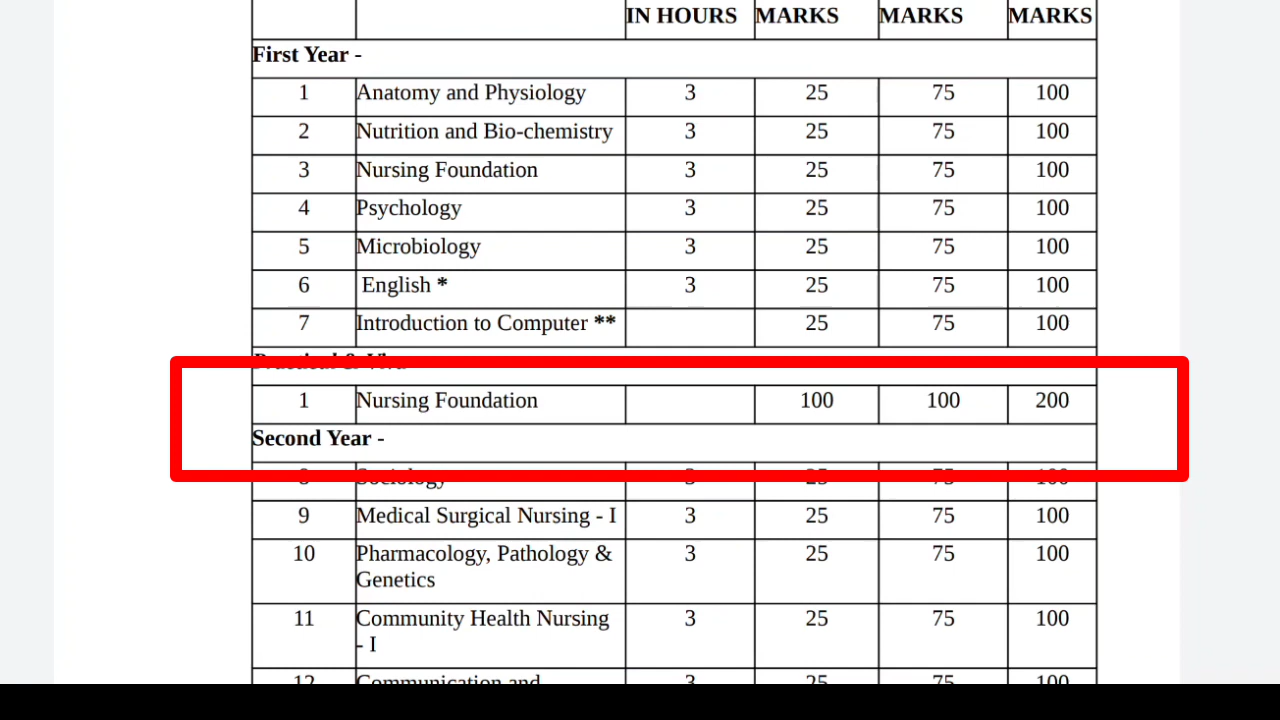 IN HOURS MARKS MARKS MARKS
First Year -
1 Anatomy and Physiology 3 25 75 100
2 Nutrition and Bio-chemistry 3 25 75 100
3 Nursing Foundation 3 25 75 100
4 Psychology 3 25 75 100
5 Microbiology 3 25 75 100
6 English * 3 25 75 100
7 Introduction to Computer ** 25 75 100
Practical & Viva
1 Nursing Foundation 100 100 200
Second Year -
8 Sociology 3 25 75 100
9 Medical Surgical Nursing - I 3 25 75 100
10 Pharmacology, Pathology & 3 25 75 100
Genetics
11 Community Health Nursing 3 25 75 100
- I
12 Communication and 3 25 75 100